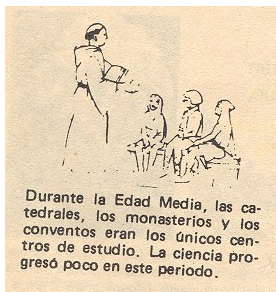 Durante la Edad Media, las ca-
tedrales, los monasterios y los
conventos eran los únicos cen-
tros de estudio. La ciencia pro-
gresó poco en este periodo.